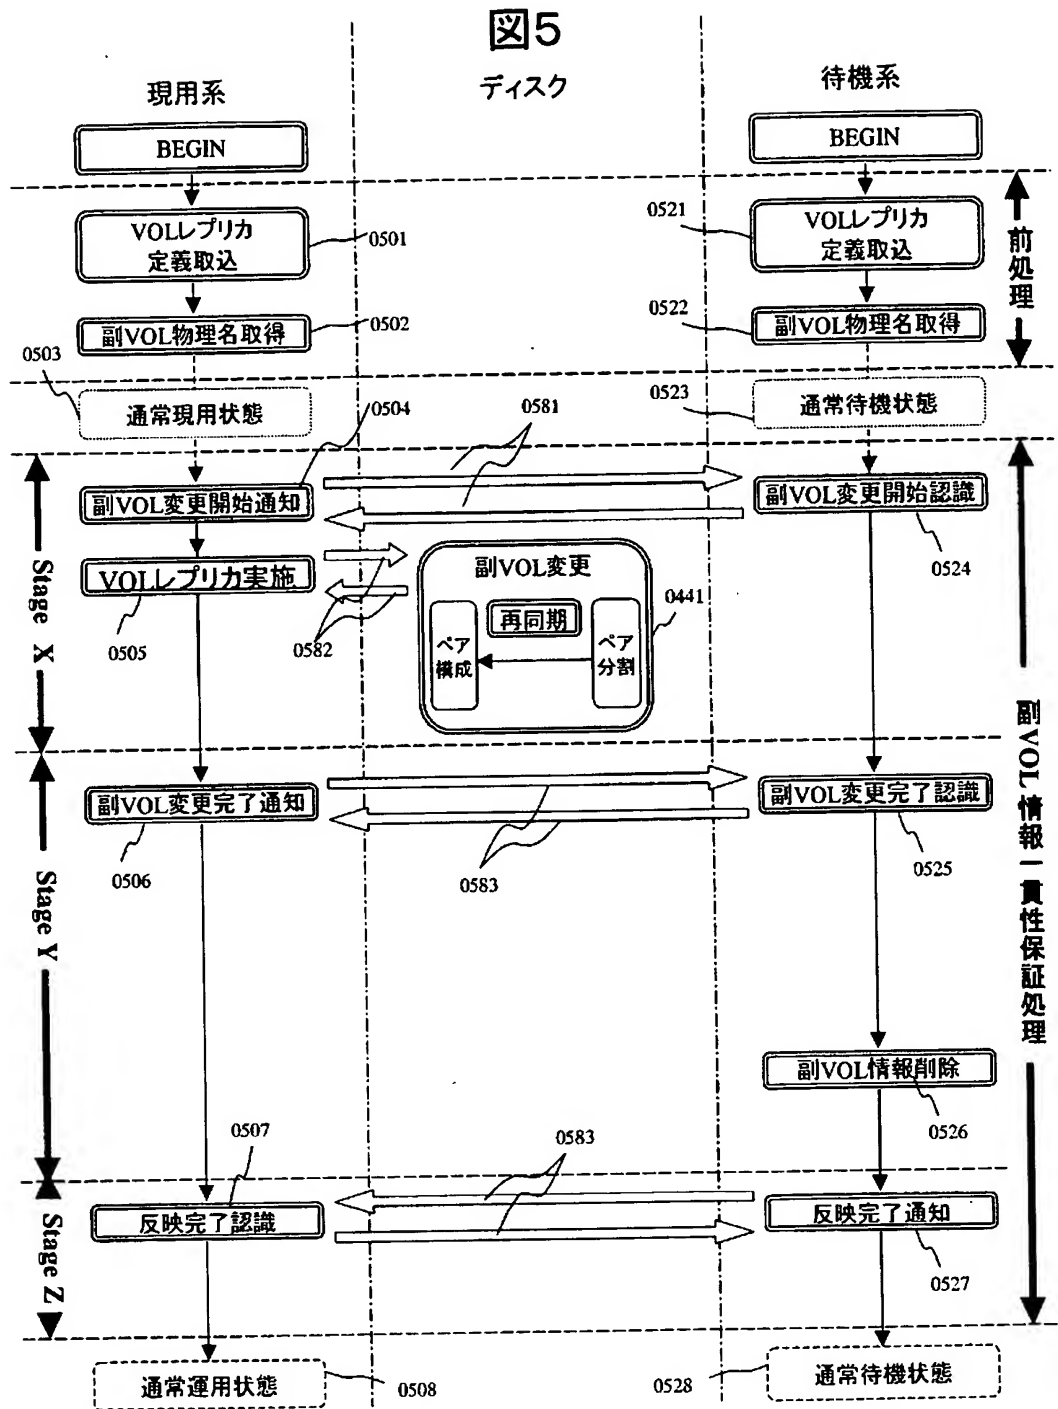 図5
現用系
ディスク
待機系
BEGIN
BEGIN
VOLレプリカ
定義取込
0501
0521
VOLレプリカ
定義取込
前処理
副VOL物理名取得
0502
0522
副VOL物理名取得
0503
通常現用状態
0504
0581
0523
通常待機状態
Stage X
副VOL変更開始通知
副VOL変更開始認識
0524
VOLレプリカ実施
0505
0582
副VOL変更
0441
再同期
ペア
構成
ペア
分割
副VOL情報一貫性保証処理
Stage Y
副VOL変更完了通知
0506
0583
副VOL変更完了認識
0525
副VOL情報削除
0526
0507
0583
Stage Z
反映完了認識
反映完了通知
0527
通常運用状態
0508
0528
通常待機状態